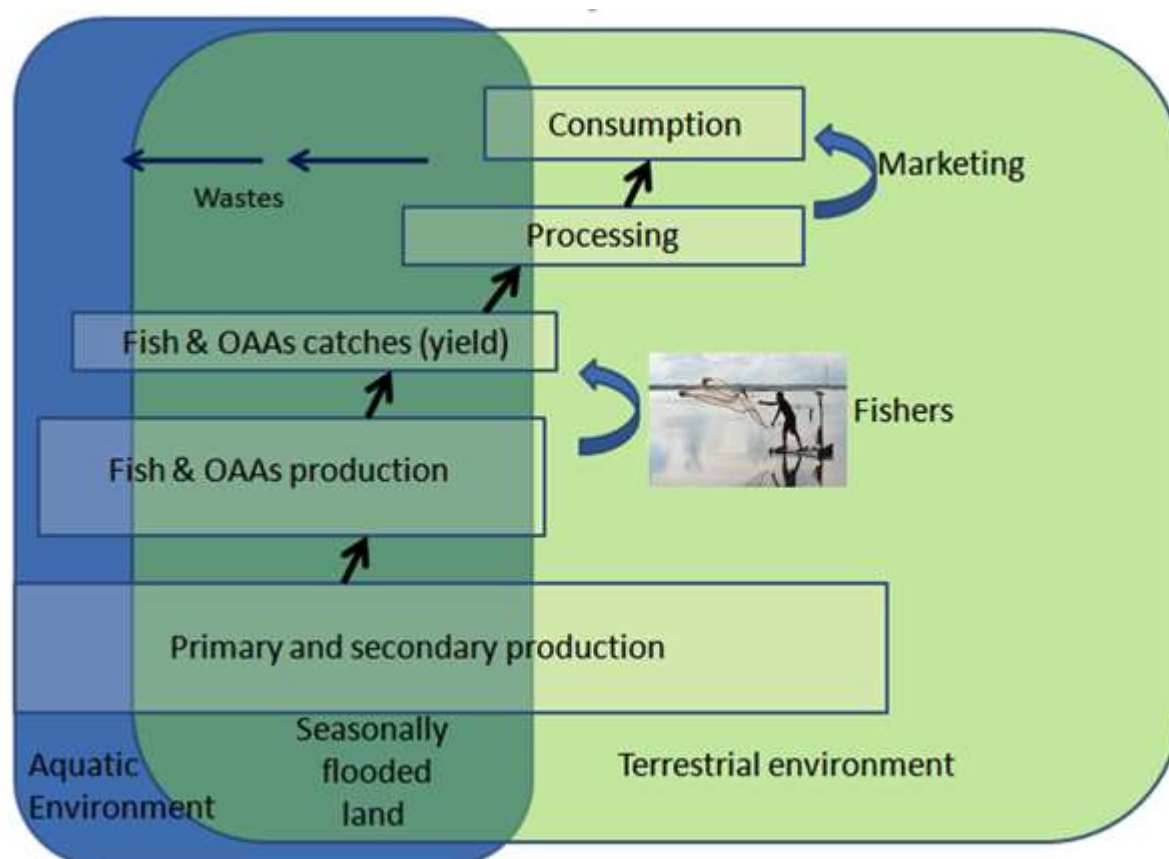 Consumption
Marketing
Wastes
Processing
Fish & OAAs catches (yield)
Fishers
Fish & OAAs production
Primary and secondary production
Seasonally
flooded
land
Aquatic
Environment
Terrestrial environment